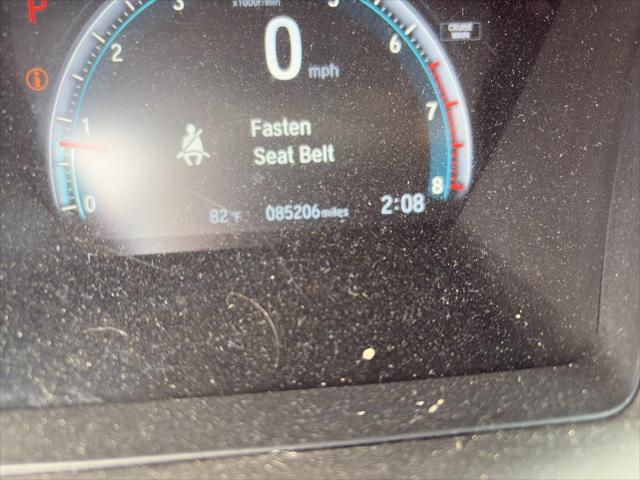 P
3
x1000r/min
5
2
6
CRUISE
MAIN
0
mph
7
1
Fasten
Seat Belt
8
0
82°F
085206 miles
2:08